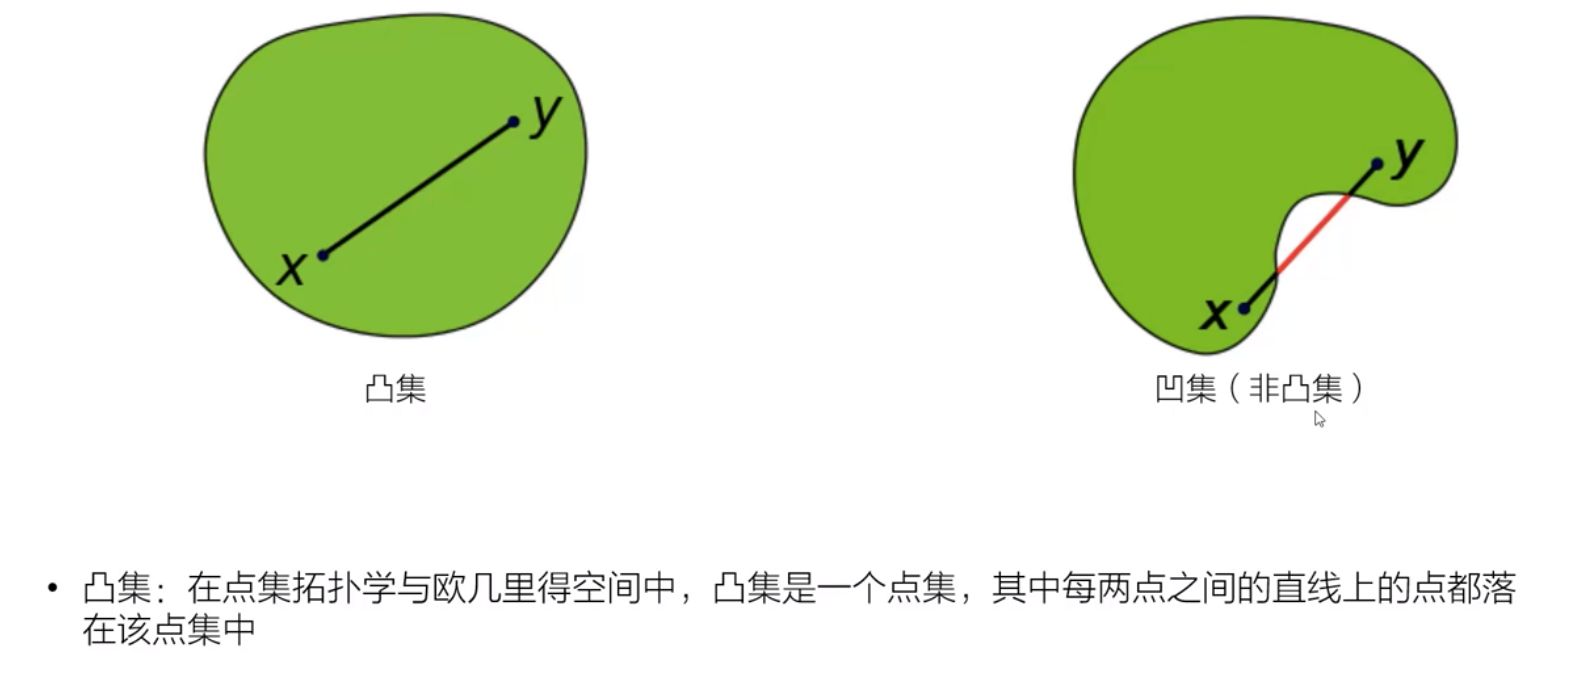 y
x
凸集
y
x
凹集（非凸集）
• 凸集：在点集拓扑学与欧几里得空间中，凸集是一个点集，其中每两点之间的直线上的点都落
在该点集中